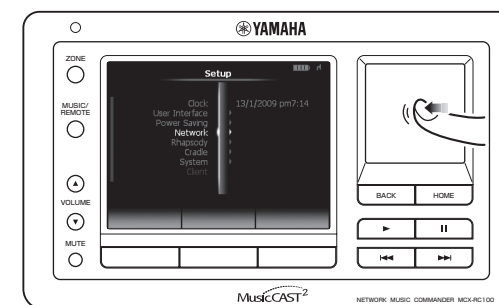 YAMAHA
ZONE
MUSIC/
REMOTE
VOLUME
MUTE
Setup
Clock 13/1/2009 pm7:14
User Interface
Power Saving
Network
Rhapsody
Cradle
System
Client
BACK HOME
MusicCAST2
NETWORK MUSIC COMMANDER MCX-RC100